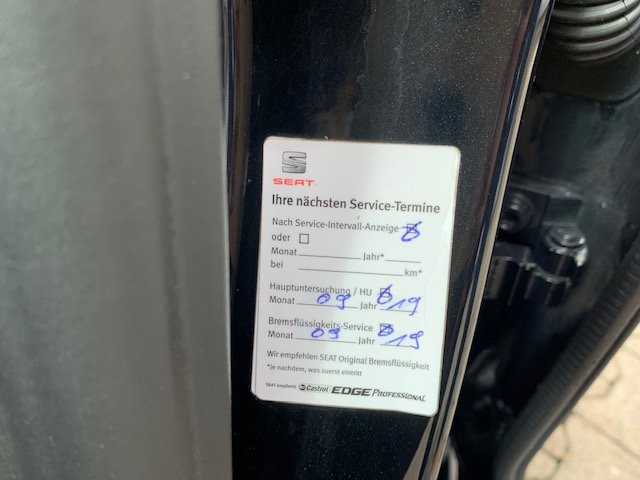 SEAT
Ihre nächsten Service-Termine
Nach Service-Intervall-Anzeige
oder
Monat Jahr*
bei km*
Hauptuntersuchung / HU
Monat 09 Jahr 19
Bremsflüssigkeits-Service
Monat 09 Jahr 19
Wir empfehlen SEAT Original Bremsflüssigkeit
*Je nachdem, was zuerst eintritt
SEAT empfiehlt Castrol EDGE PROFESSIONAL